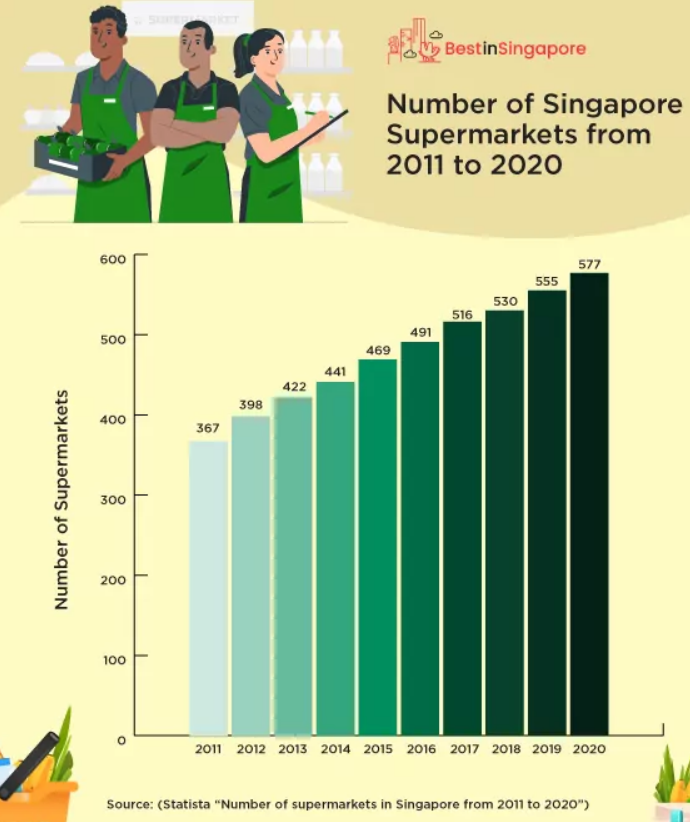 SUPERMARKET
BestinSingapore
Number of Singapore
Supermarkets from
2011 to 2020
Number of Supermarkets
600
500
400
300
200
100
0
367
398
422
441
469
491
516
530
555
577
2011 2012 2013 2014 2015 2016 2017 2018 2019 2020
Source: (Statista “Number of supermarkets in Singapore from 2011 to 2020”)